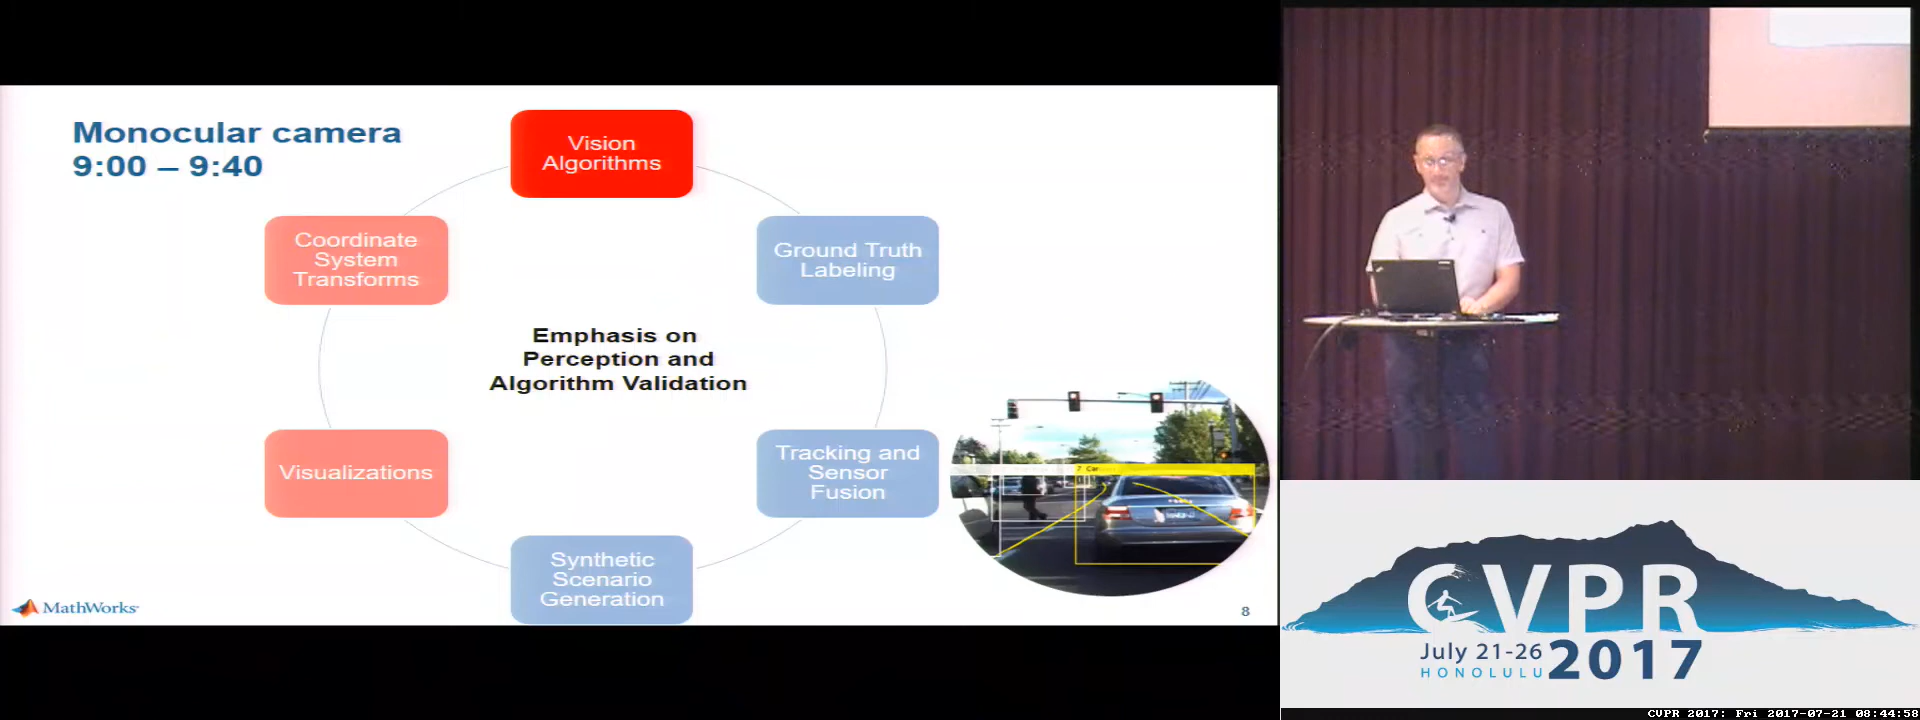 Monocular camera
9:00 – 9:40
Vision
Algorithms
Coordinate
System
Transforms
Ground Truth
Labeling
Emphasis on
Perception and
Algorithm Validation
Visualizations
Tracking and
Sensor
Fusion
Synthetic
Scenario
Generation
7 Car
MathWorks
8
CVPR
July 21-26
HONOLULU
2017
CVPR 2017: Fri 2017-07-21 08:44:58